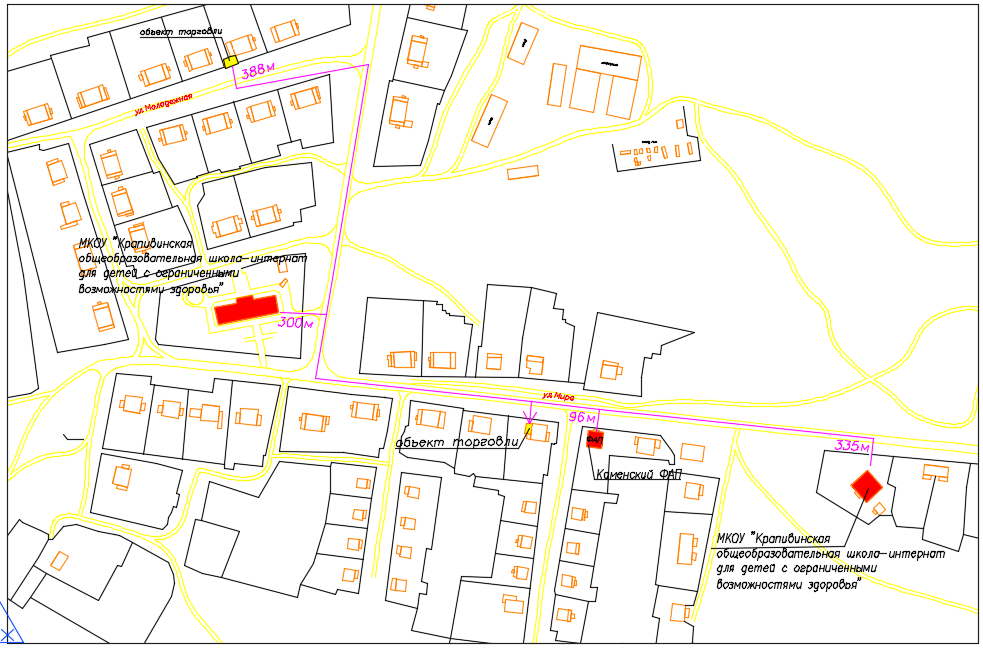 объект торговли
388м
ул.Молодежная
МКОУ "Крапивинская
общеобразовательная школа-интернат
для детей с ограниченными
возможностями здоровья"
300м
ул.Мира
96м
объект торговли
ФАП
335м
Каменский ФАП
МКОУ "Крапивинская
общеобразовательная школа-интернат
для детей с ограниченными
возможностями здоровья"